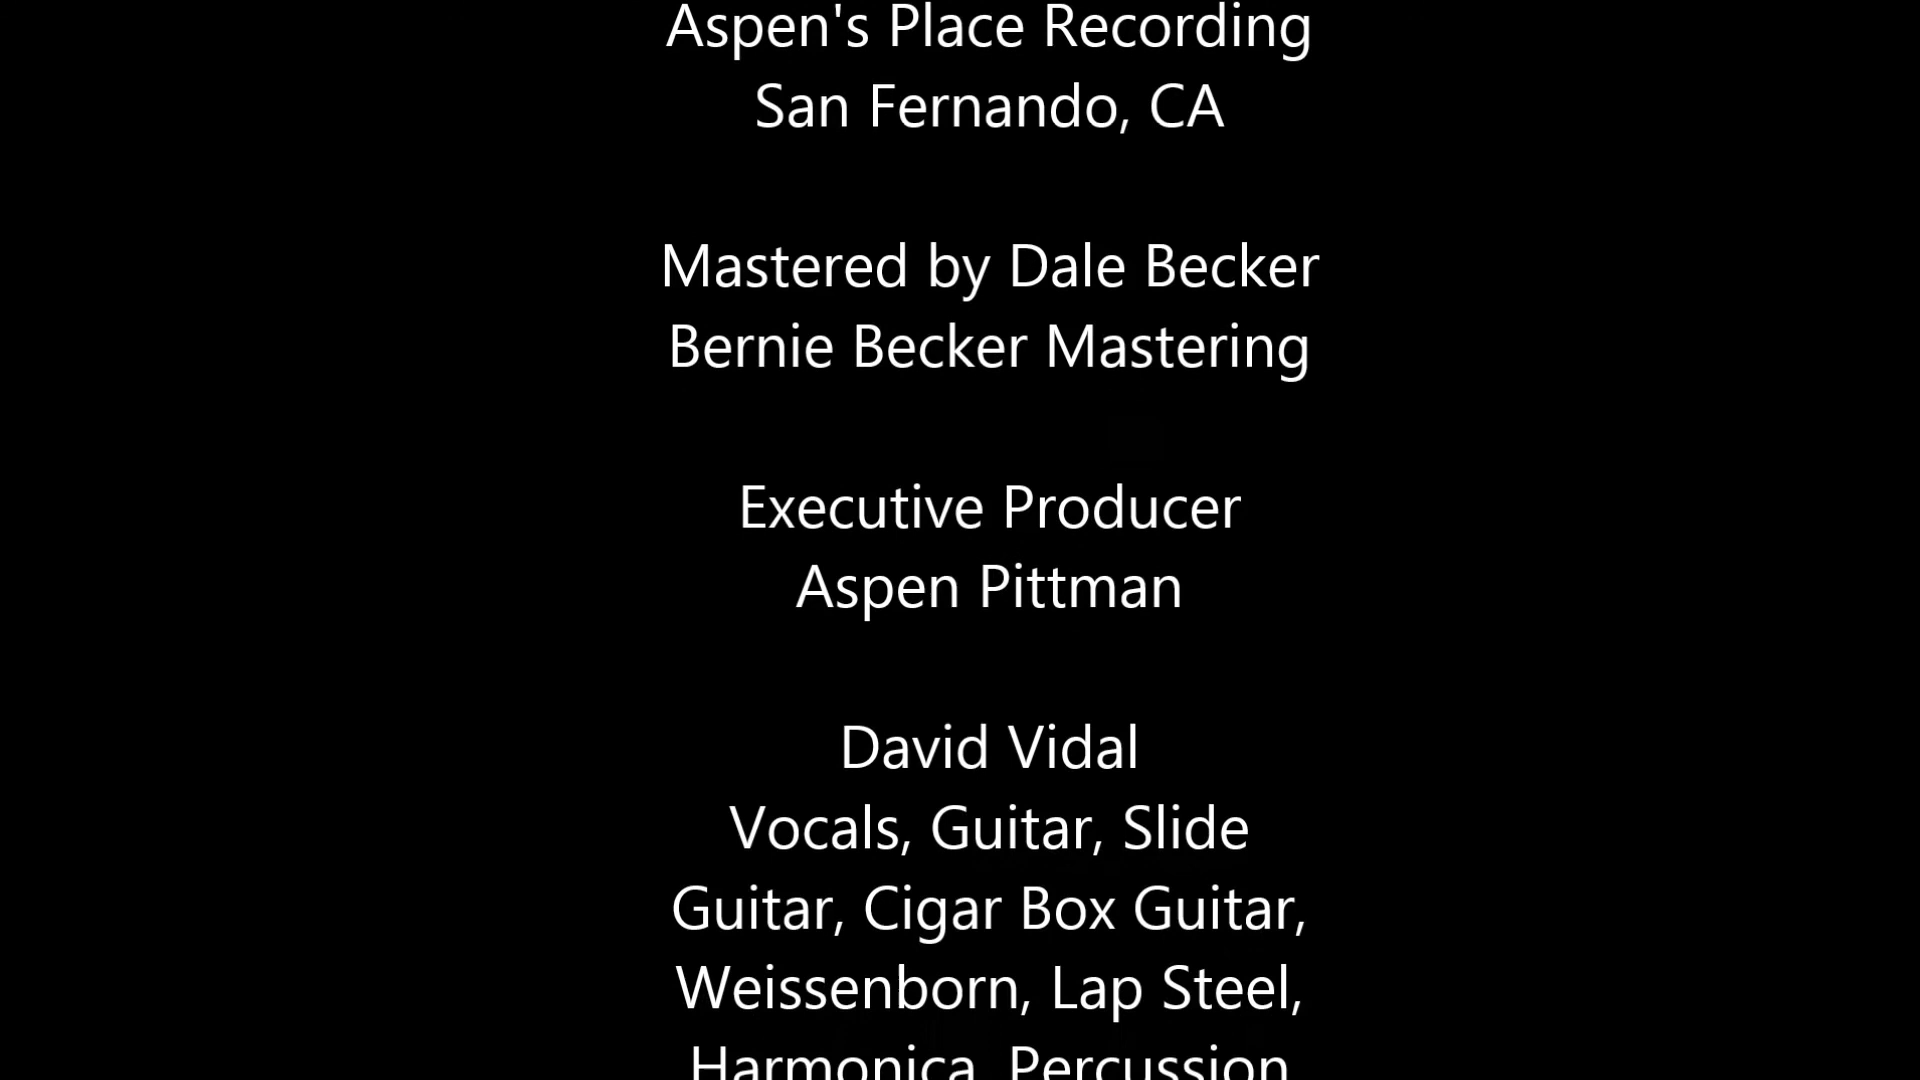 Aspen's Place Recording
San Fernando, CA
Mastered by Dale Becker
Bernie Becker Mastering
Executive Producer
Aspen Pittman
David Vidal
Vocals, Guitar, Slide
Guitar, Cigar Box Guitar,
Weissenborn, Lap Steel,
Harmonica, Percussion